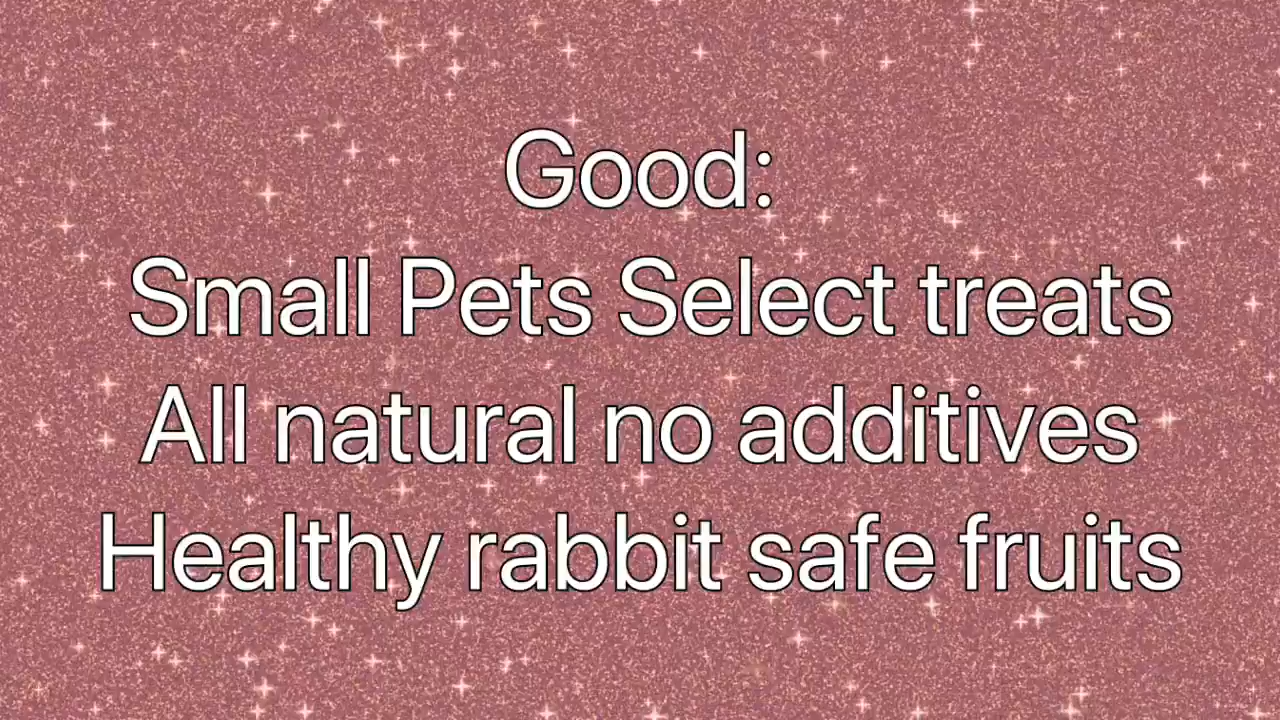 Good:
Small Pets Select treats
All natural no additives
Healthy rabbit safe fruits